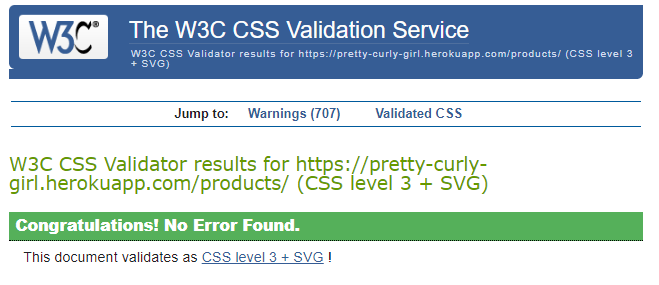 W3C®
The W3C CSS Validation Service
W3C CSS Validator results for https://pretty-curly-girl.herokuapp.com/products/ (CSS level 3
+ SVG)
Jump to: Warnings (707) Validated CSS
W3C CSS Validator results for https://pretty-curly-
girl.herokuapp.com/products/ (CSS level 3 + SVG)
Congratulations! No Error Found.
This document validates as CSS level 3 + SVG !